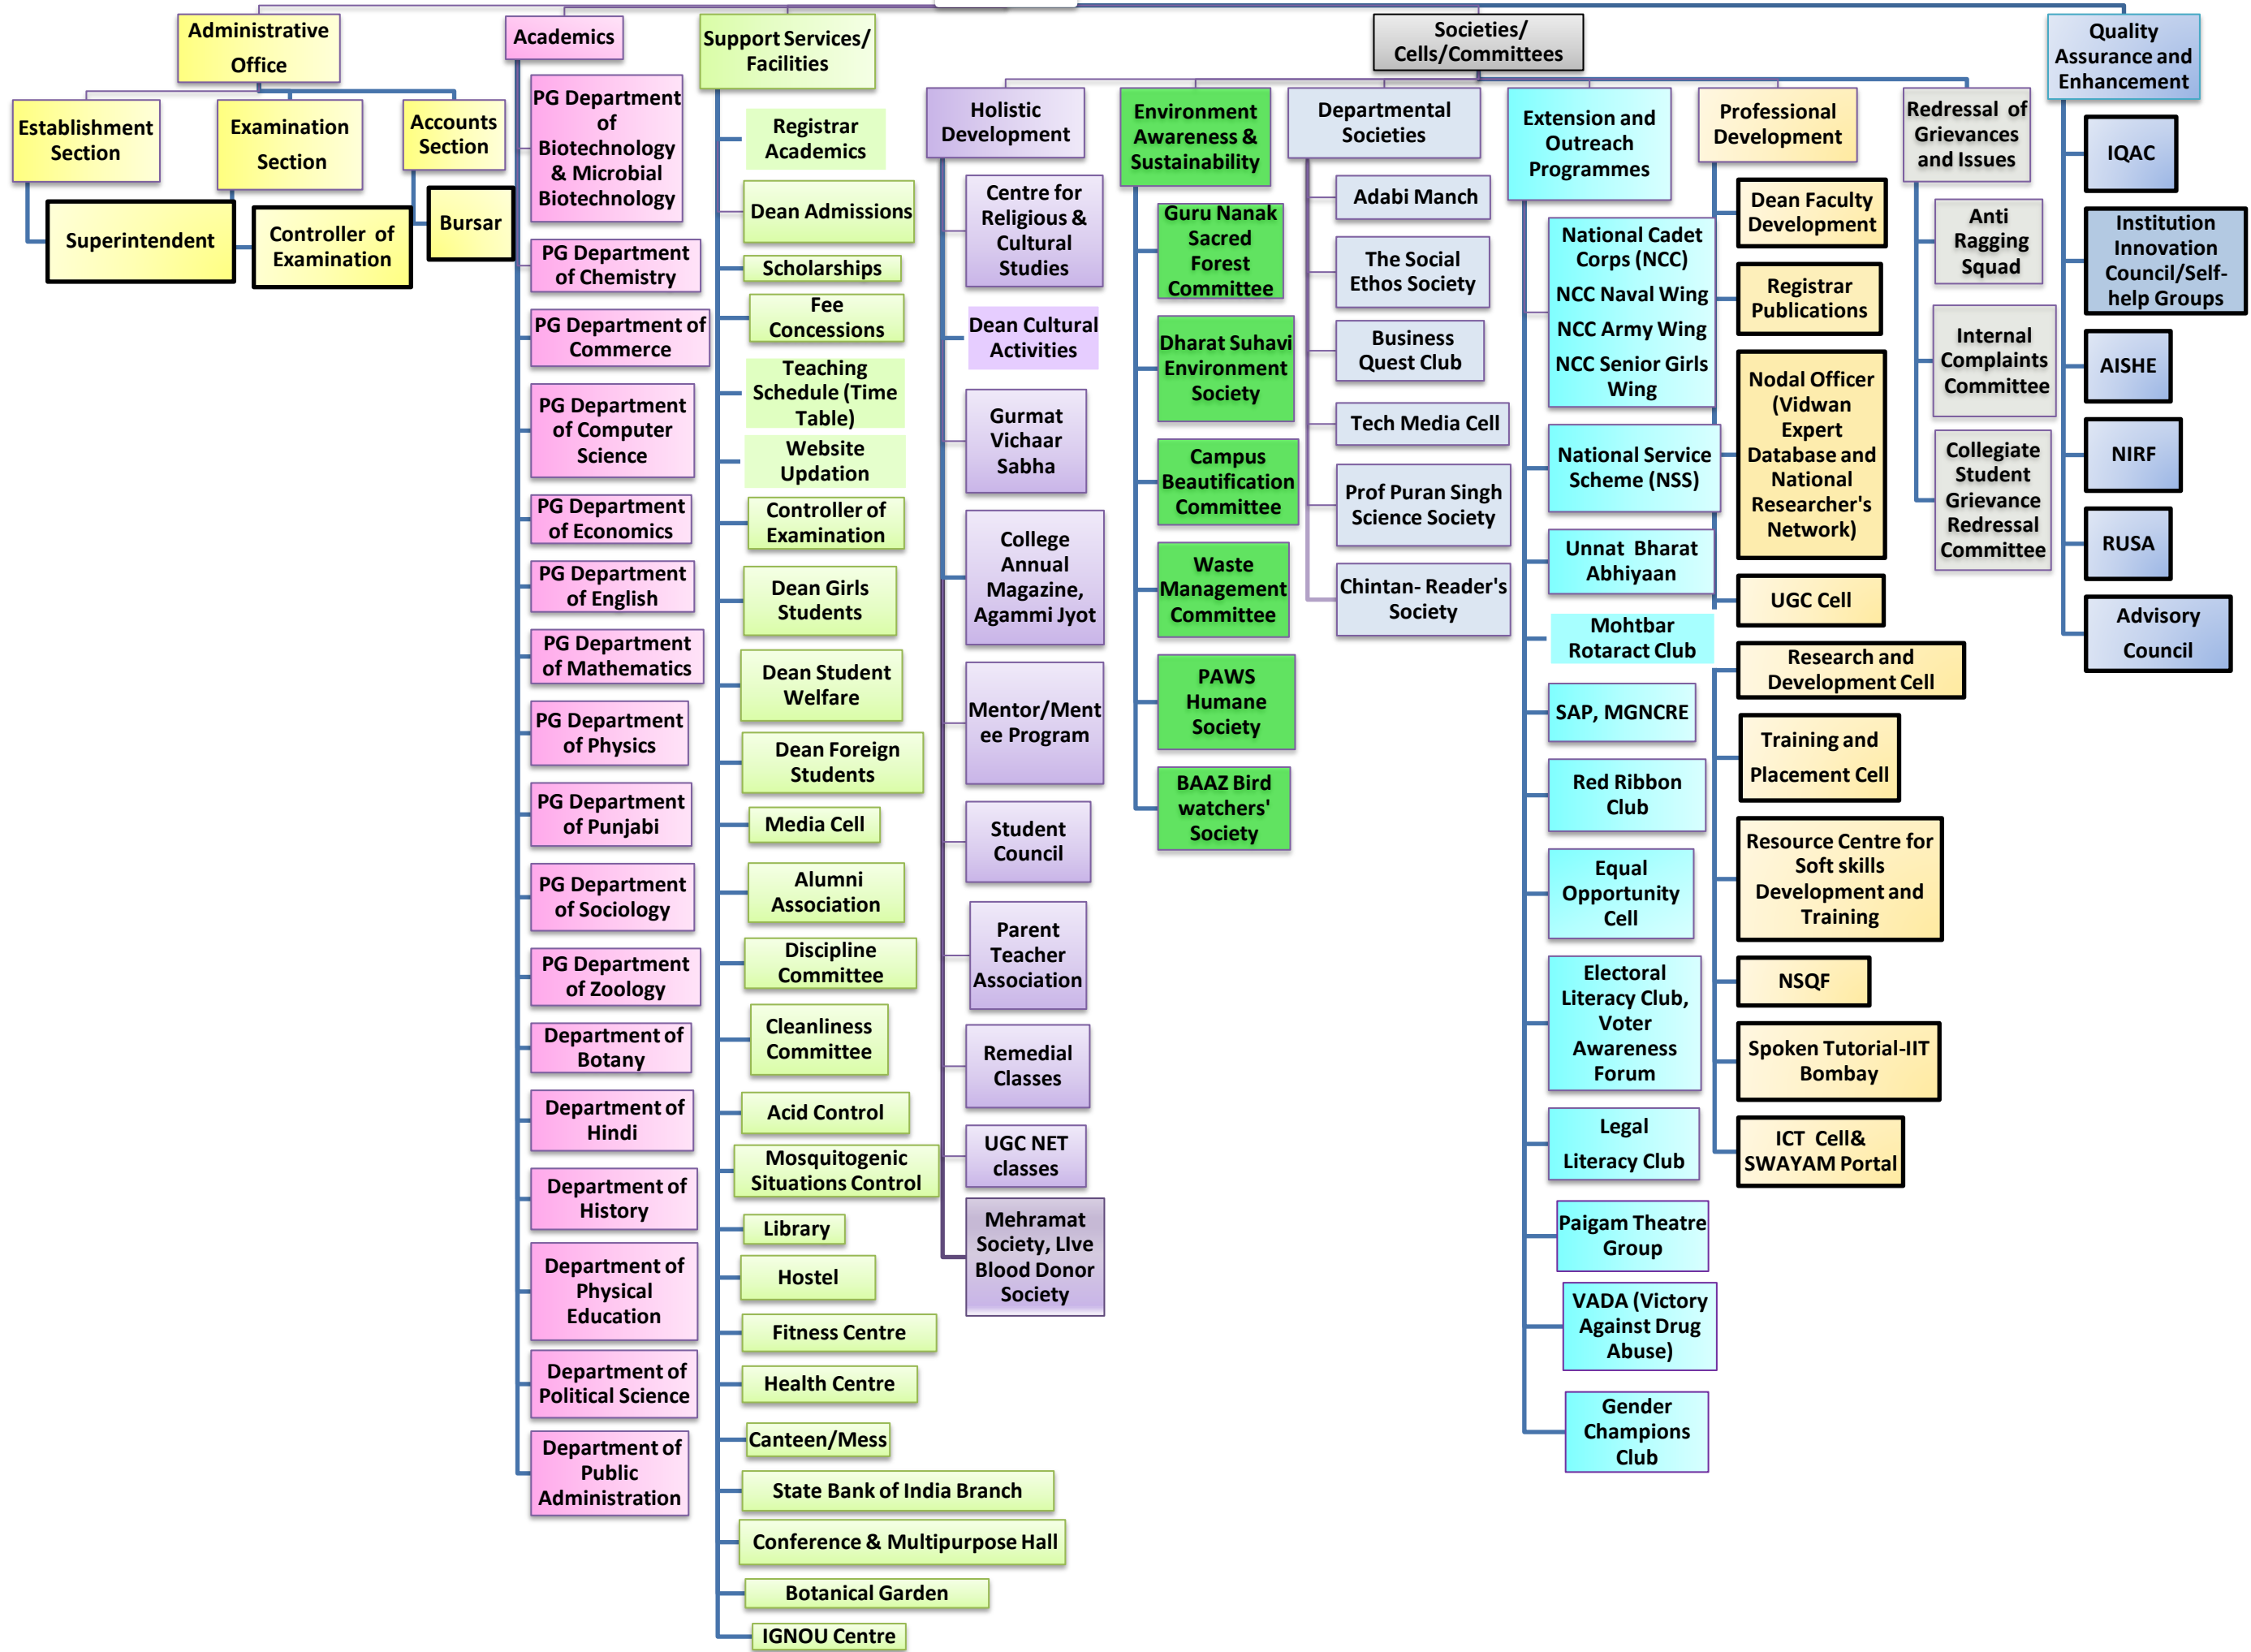 Administrative
Office
Academics
Support Services/
Facilities
Societies/
Cells/Committees
Quality
Assurance and
Enhancement
Establishment
Section
Examination
Section
Accounts
Section
Superintendent
Controller of
Examination
Bursar
PG Department
of
Biotechnology
& Microbial
Biotechnology
PG Department
of Chemistry
PG Department of
Commerce
PG Department
of Computer
Science
PG Department
of Economics
PG Department
of English
PG Department
of Mathematics
PG Department
of Physics
PG Department
of Punjabi
PG Department
of Sociology
PG Department
of Zoology
Department of
Botany
Department of
Hindi
Department of
History
Department of
Physical
Education
Department of
Political Science
Department of
Public
Administration
Registrar
Academics
Dean Admissions
Scholarships
Fee
Concessions
Teaching
Schedule (Time
Table)
Website
Updation
Controller of
Examination
Dean Girls
Students
Dean Student
Welfare
Dean Foreign
Students
Media Cell
Alumni
Association
Discipline
Committee
Cleanliness
Committee
Acid Control
Mosquitogenic
Situations Control
Library
Hostel
Fitness Centre
Health Centre
Canteen/Mess
State Bank of India Branch
Conference & Multipurpose Hall
Botanical Garden
IGNOU Centre
Holistic
Development
Centre for
Religious &
Cultural
Studies
Dean Cultural
Activities
Gurmat
Vichaar
Sabha
College
Annual
Magazine,
Agammi Jyot
Mentor/Ment
ee Program
Student
Council
Parent
Teacher
Association
Remedial
Classes
UGC NET
classes
Mehramat
Society, LIve
Blood Donor
Society
Environment
Awareness &
Sustainability
Guru Nanak
Sacred
Forest
Committee
Dharat Suhavi
Environment
Society
Campus
Beautification
Committee
Waste
Management
Committee
PAWS
Humane
Society
BAAZ Bird
watchers'
Society
Departmental
Societies
Adabi Manch
The Social
Ethos Society
Business
Quest Club
Tech Media Cell
Prof Puran Singh
Science Society
Chintan- Reader's
Society
Extension and
Outreach
Programmes
National Cadet
Corps (NCC)
NCC Naval Wing
NCC Army Wing
NCC Senior Girls
Wing
National Service
Scheme (NSS)
Unnat Bharat
Abhiyaan
Mohtbar
Rotaract Club
SAP, MGNCRE
Red Ribbon
Club
Equal
Opportunity
Cell
Electoral
Literacy Club,
Voter
Awareness
Forum
Legal
Literacy Club
Paigam Theatre
Group
VADA (Victory
Against Drug
Abuse)
Gender
Champions
Club
Professional
Development
Dean Faculty
Development
Registrar
Publications
Nodal Officer
(Vidwan
Expert
Database and
National
Researcher's
Network)
UGC Cell
Research and
Development Cell
Training and
Placement Cell
Resource Centre for
Soft skills
Development and
Training
NSQF
Spoken Tutorial-IIT
Bombay
ICT Cell&
SWAYAM Portal
Redressal of
Grievances
and Issues
Anti
Ragging
Squad
Internal
Complaints
Committee
Collegiate
Student
Grievance
Redressal
Committee
IQAC
Institution
Innovation
Council/Self-
help Groups
AISHE
NIRF
RUSA
Advisory
Council